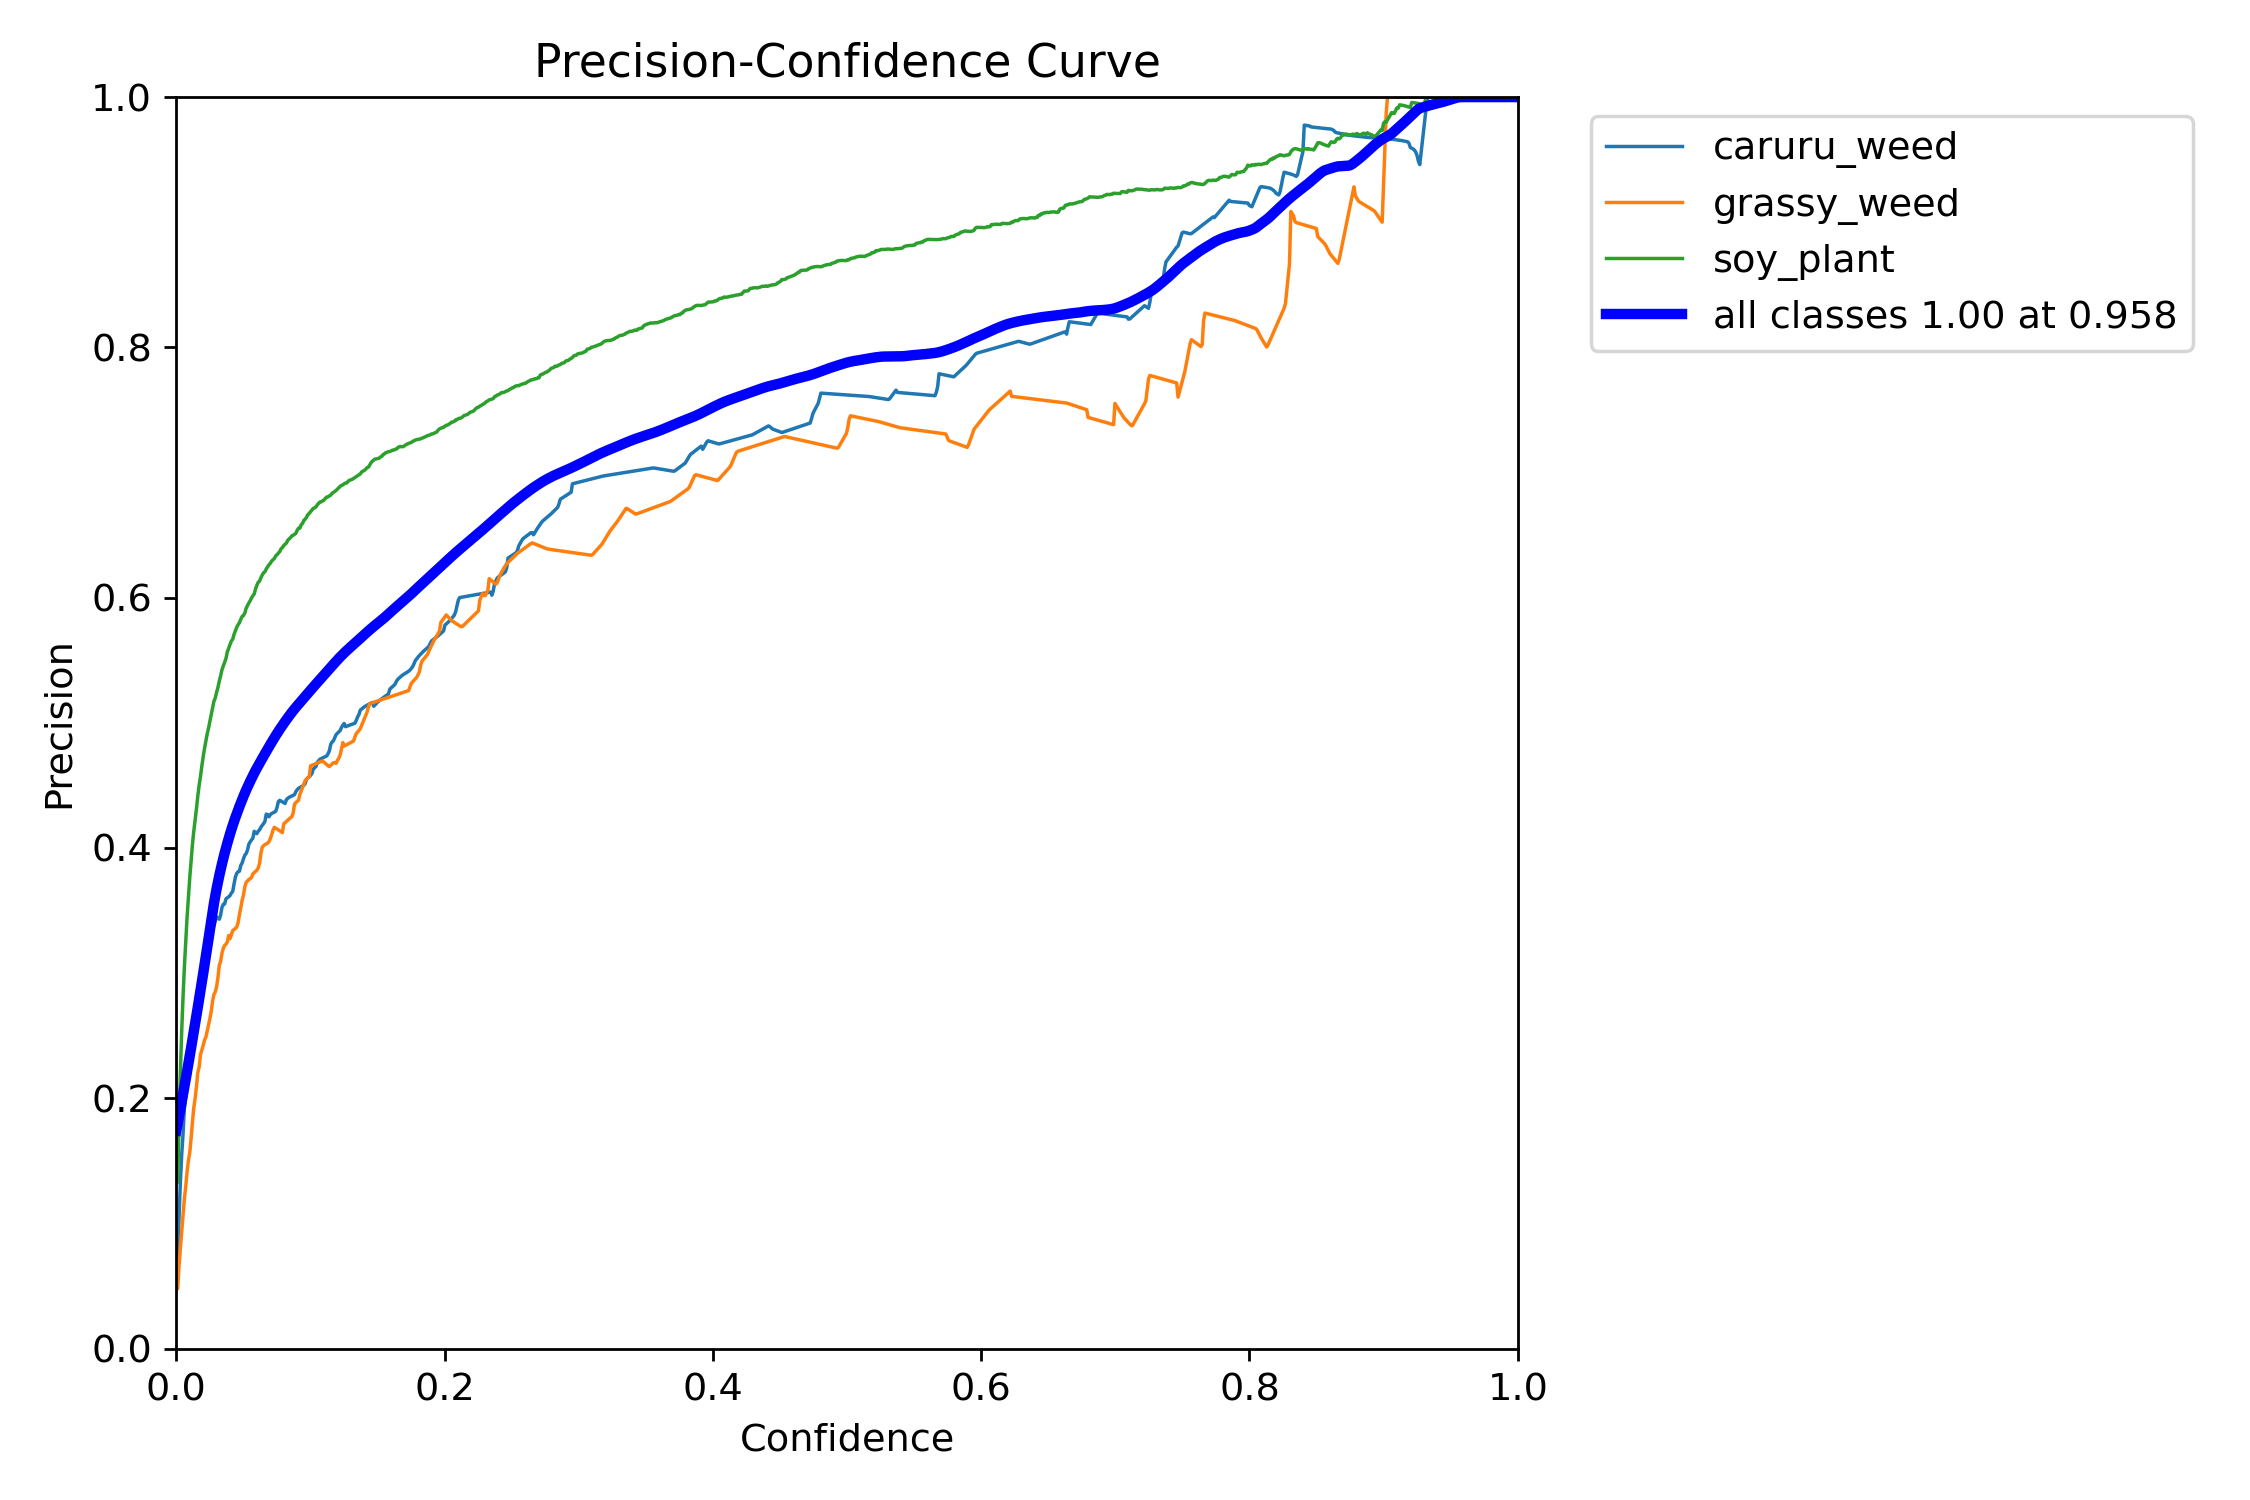 Precision-Confidence Curve
1.0
0.8
0.6
0.4
0.2
0.0
Precision
0.0 0.2 0.4 0.6 0.8 1.0
Confidence
caruru_weed
grassy_weed
soy_plant
all classes 1.00 at 0.958